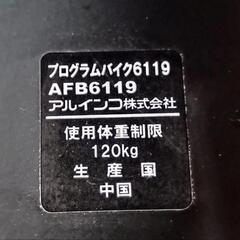 プログラムバイク6119
AFB6119
アルインコ株式会社
使用体重制限
120kg
生産国
中国